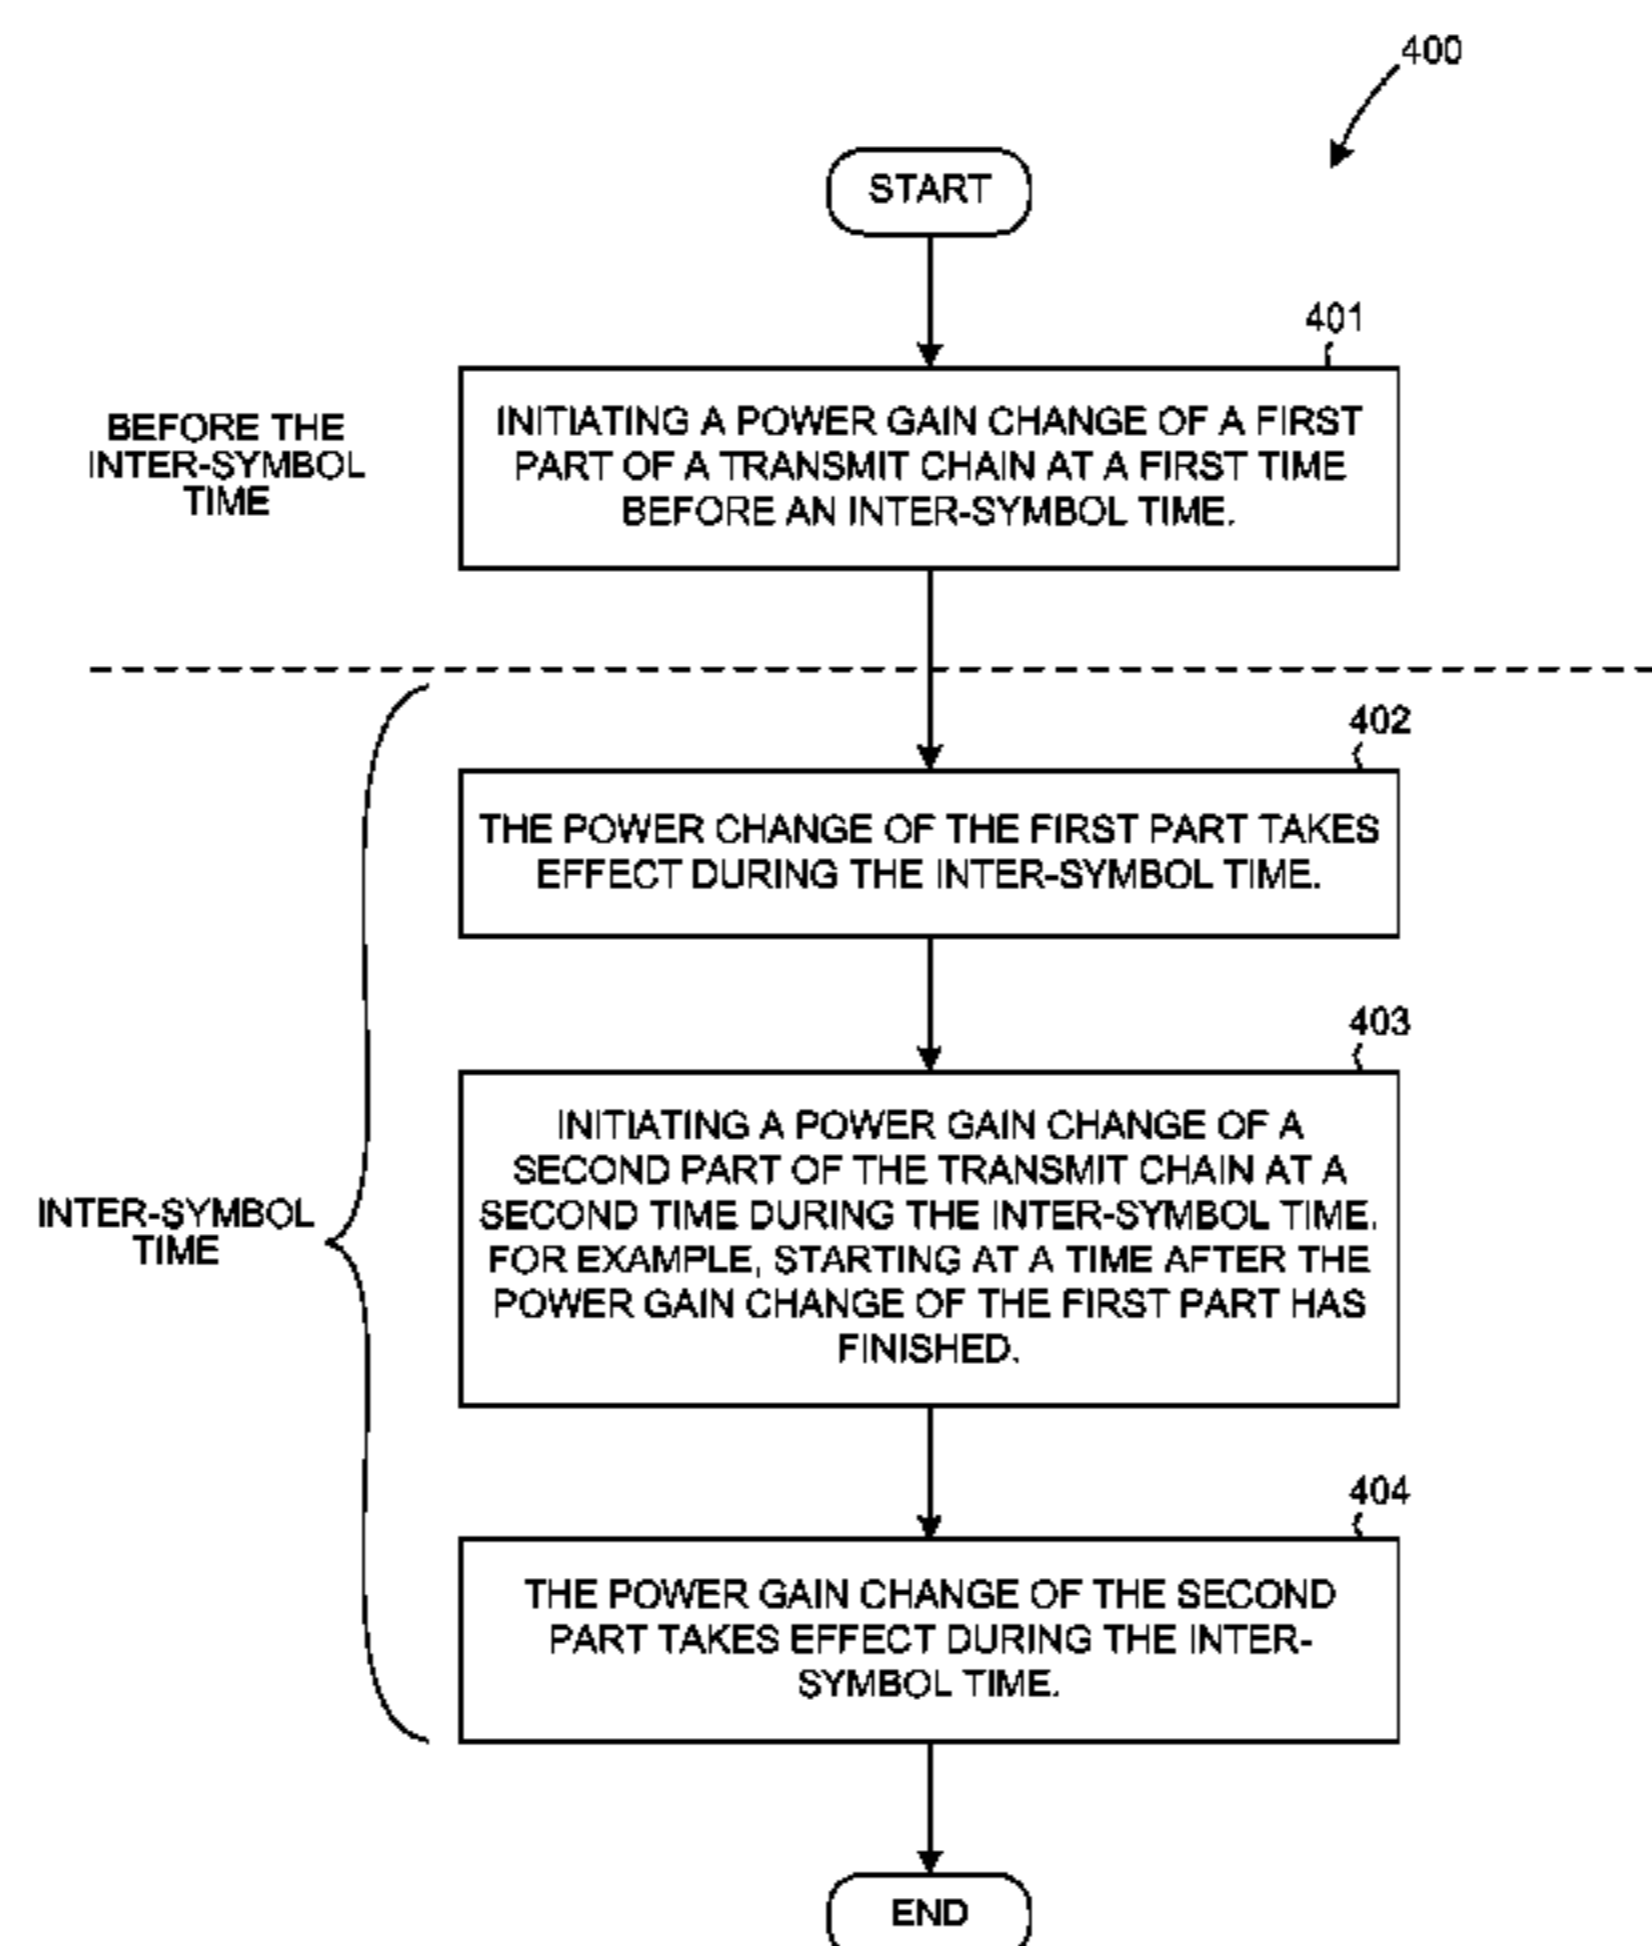 400
START
401
BEFORE THE
INTER-SYMBOL
TIME
INITIATING A POWER GAIN CHANGE OF A FIRST
PART OF A TRANSMIT CHAIN AT A FIRST TIME
BEFORE AN INTER-SYMBOL TIME.
402
THE POWER CHANGE OF THE FIRST PART TAKES
EFFECT DURING THE INTER-SYMBOL TIME.
403
INTER-SYMBOL
TIME
INITIATING A POWER GAIN CHANGE OF A
SECOND PART OF THE TRANSMIT CHAIN AT A
SECOND TIME DURING THE INTER-SYMBOL TIME.
FOR EXAMPLE, STARTING AT A TIME AFTER THE
POWER GAIN CHANGE OF THE FIRST PART HAS
FINISHED.
404
THE POWER GAIN CHANGE OF THE SECOND
PART TAKES EFFECT DURING THE INTER-
SYMBOL TIME.
END